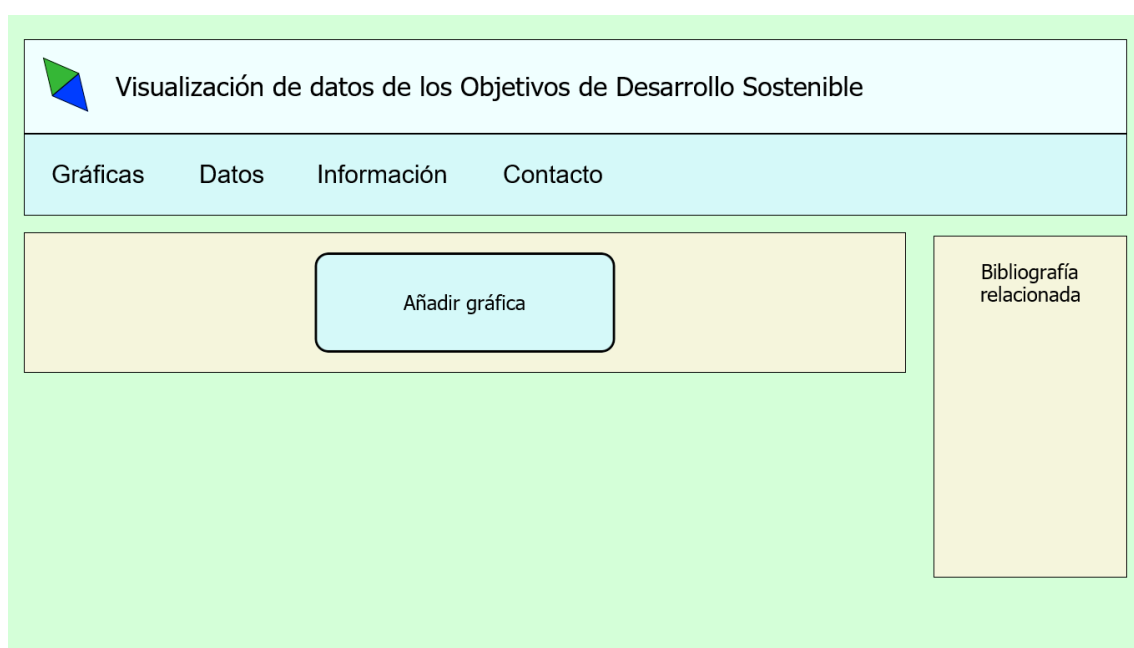 Visualización de datos de los Objetivos de Desarrollo Sostenible
Gráficas Datos Información Contacto
Añadir gráfica
Bibliografía
relacionada